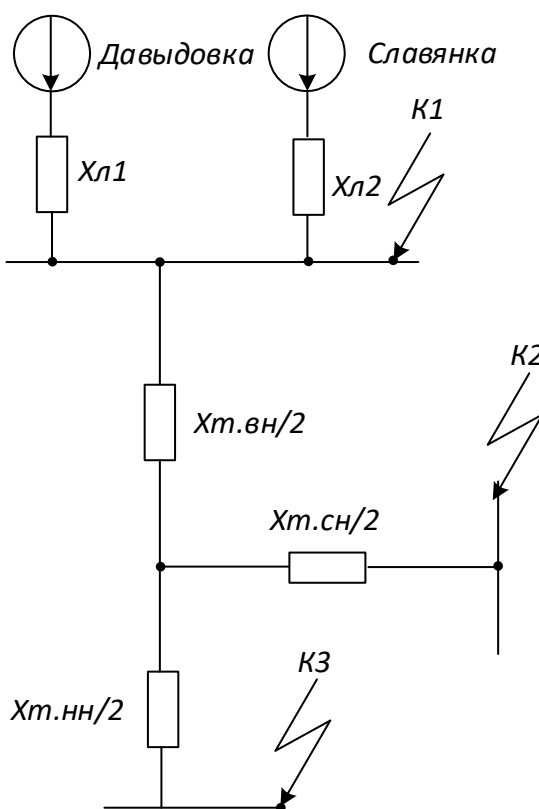 Давыдовка
Славянка
К1
Хл1
Хл2
К2
Хт.вн/2
Хт.сн/2
К3
Хт.нн/2